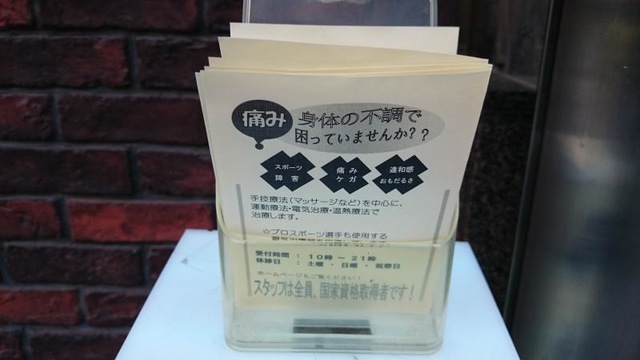 痛み 身体の不調で
困っていませんか??
スポーツ
障害
痛み
ケガ
違和感
おもだるさ
手技療法(マッサージなど)を中心に、
運動療法・電気治療・温熱療法で
治療します。
☆プロスポーツ選手も使用する
受付時間 : 10時~21時
休診日 : 土曜・日曜・祝祭日
ホームページもご覧ください!
スタッフは全員、国家資格取得者です!